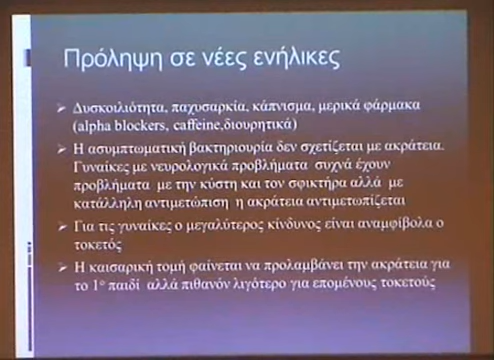 Πρόληψη σε νέες ενήλικες
➢ Δυσκοιλιότητα, παχυσαρκία, κάπνισμα, μερικά φάρμακα
(alpha blockers, caffeine,διουρητικά)
➢ Η ασυμπτωματική βακτηριουρία δεν σχετίζεται με ακράτεια.
Γυναίκες με νευρολογικά προβλήματα συχνά έχουν
προβλήματα με την κύστη και τον σφικτήρα αλλά με
κατάλληλη αντιμετώπιση η ακράτεια αντιμετωπίζεται
➢ Για τις γυναίκες ο μεγαλύτερος κίνδυνος είναι αναμφίβολα ο
τοκετός
➢ Η καισαρική τομή φαίνεται να προλαμβάνει την ακράτεια για
το 1ο παιδί αλλά πιθανόν λιγότερο για επομένους τοκετούς